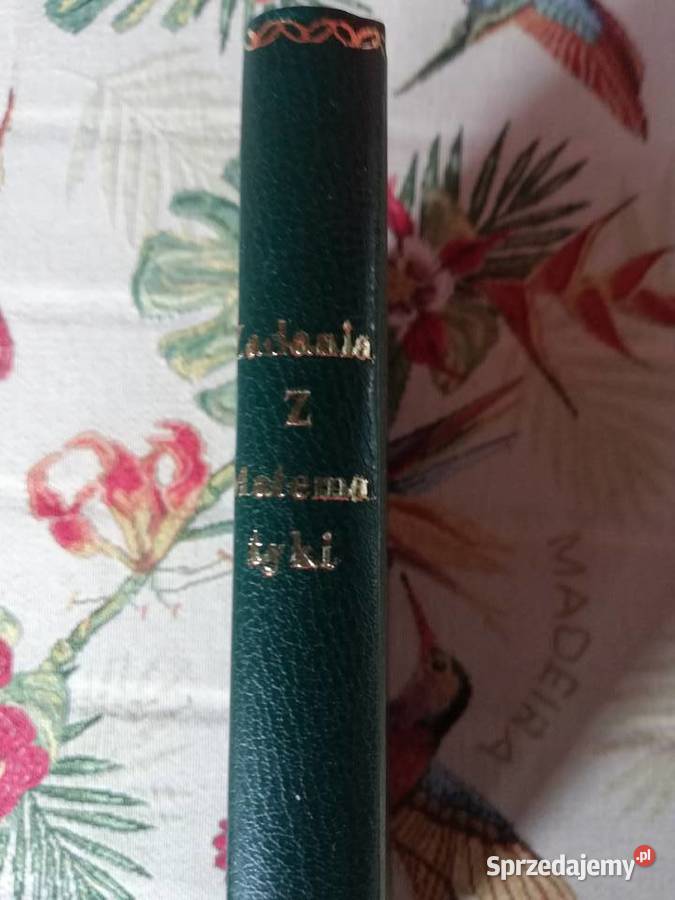 Zadania
Z
Matema
tyki
MADEIRA
Sprzedajemy.pl